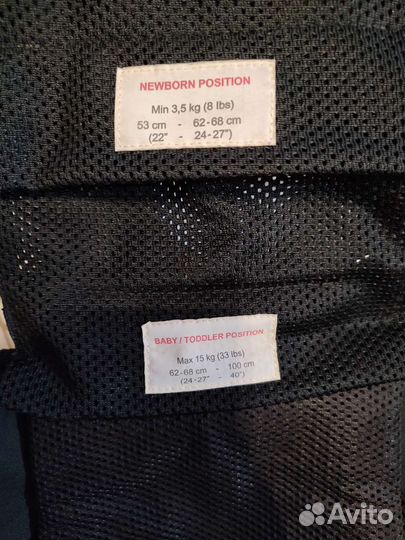 NEWBORN POSITION
Min 3,5 kg (8 lbs)
53 cm - 62-68 cm
(22" - 24-27")
BABY / TODDLER POSITION
Max 15 kg (33 lbs)
62-68 cm - 100 cm
(24-27" - 40")
Avito